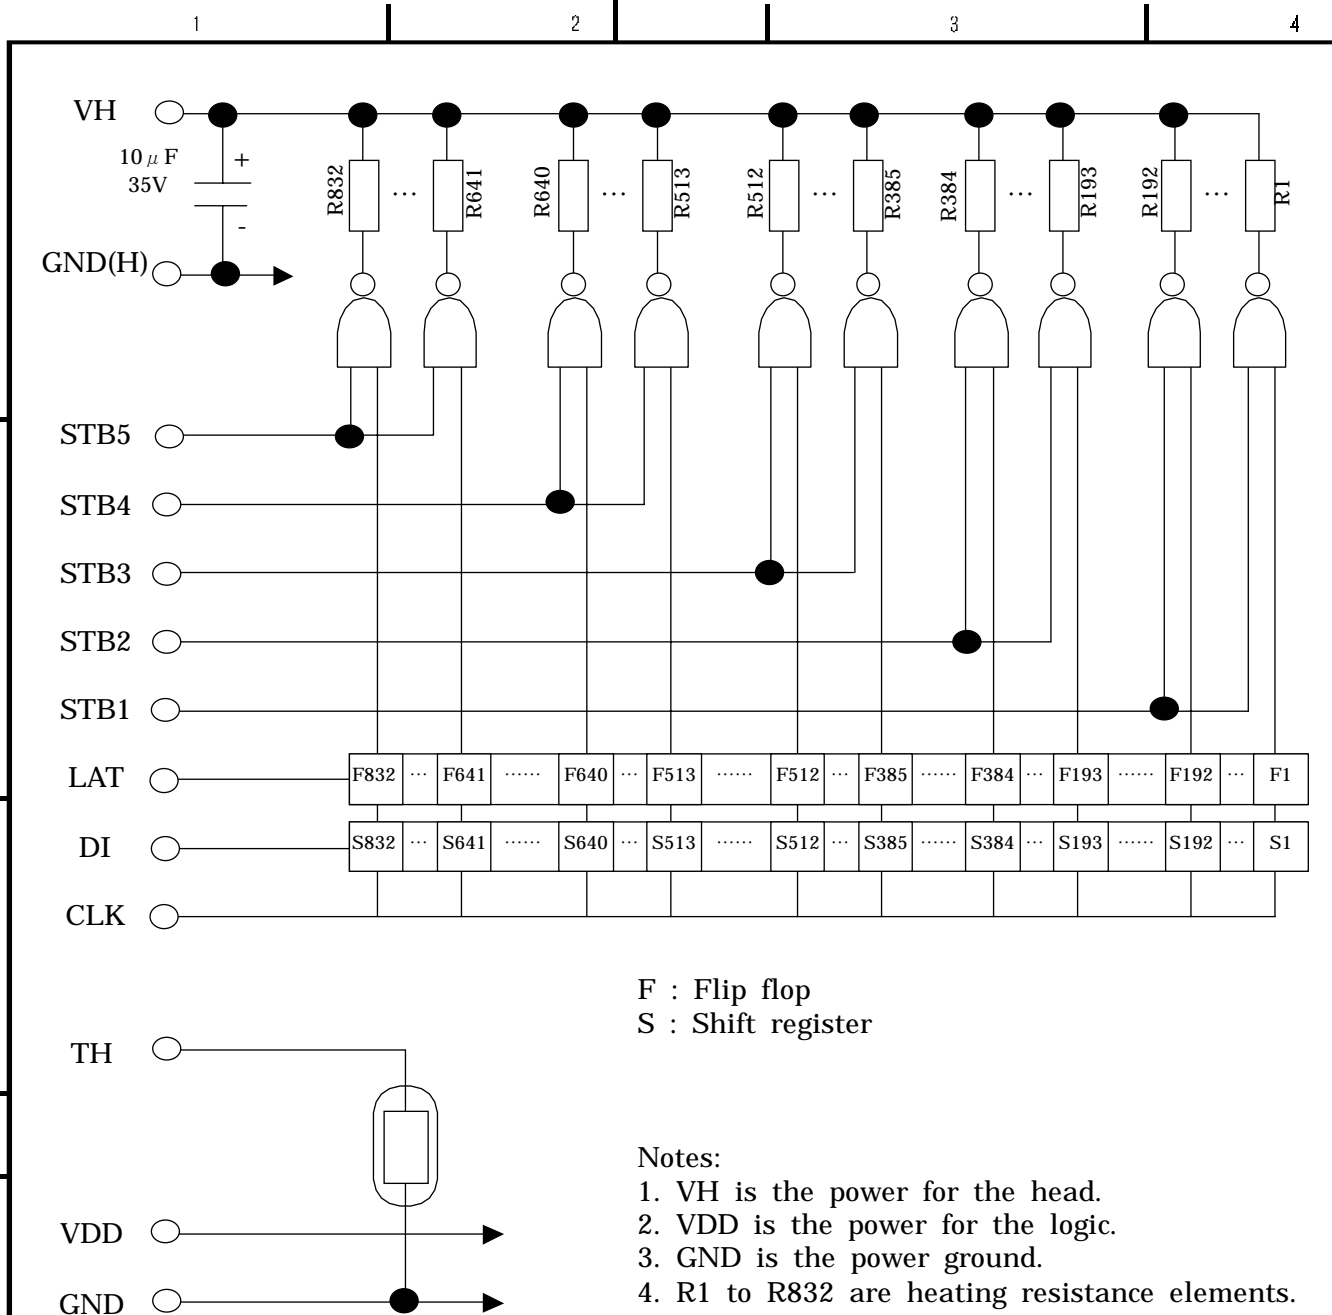 1 2 3 4
VH
10 μ F
35V
+
-
GND(H)
R832 ... R641 R640 ... R513 R512 ... R385 R384 ... R193 R192 ... R1
STB5
STB4
STB3
STB2
STB1
LAT F832 ... F641 ...... F640 ... F513 ...... F512 ... F385 ...... F384 ... F193 ...... F192 ... F1
DI S832 ... S641 ...... S640 ... S513 ...... S512 ... S385 ...... S384 ... S193 ...... S192 ... S1
CLK
F : Flip flop
S : Shift register
TH
VDD
GND
Notes:
1. VH is the power for the head.
2. VDD is the power for the logic.
3. GND is the power ground.
4. R1 to R832 are heating resistance elements.